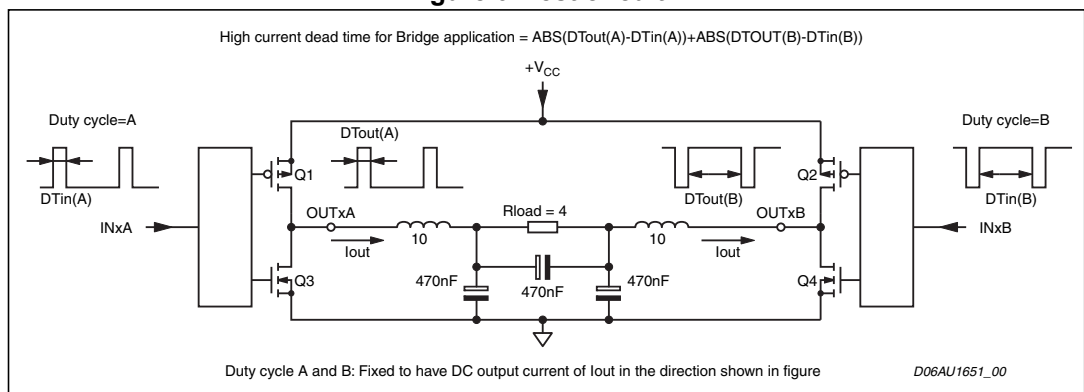 High current dead time for Bridge application = ABS(DTout(A)-DTin(A))+ABS(DTOUT(B)-DTin(B))
+VCC
Duty cycle=A
DTin(A)
INxA
Q1
Q3
DTout(A)
OUTxA
Iout
10
470nF
Rload = 4
470nF
470nF
10
DTout(B)
OUTxB
Iout
Q2
Q4
Duty cycle=B
DTin(B)
INxB
Duty cycle A and B: Fixed to have DC output current of Iout in the direction shown in figure
D06AU1651_00